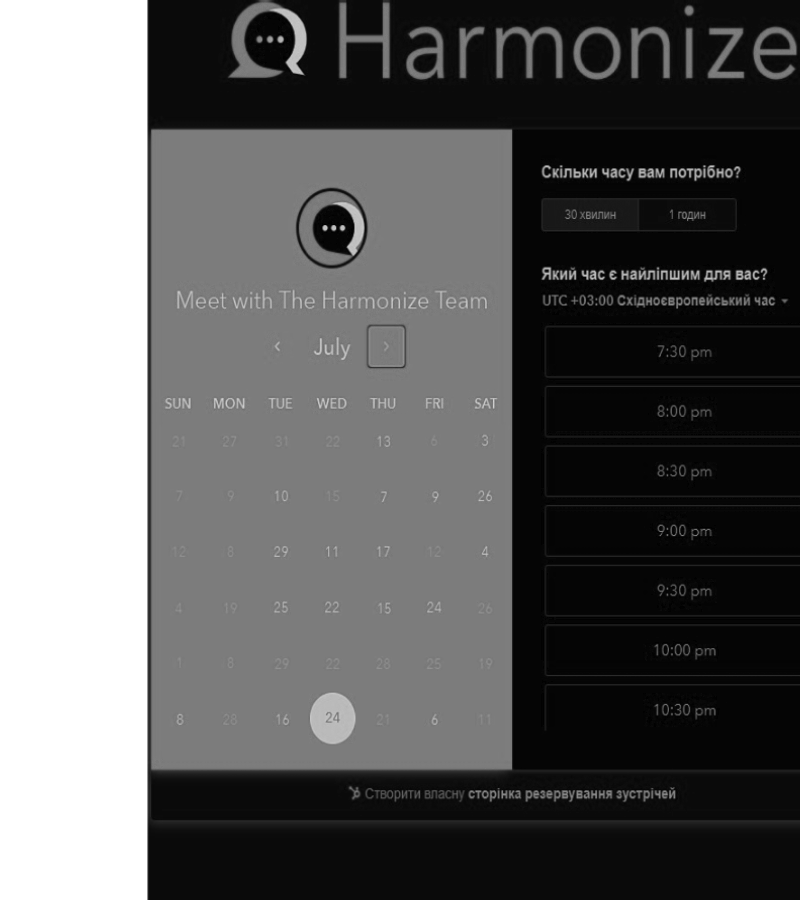 Harmonize
Meet with The Harmonize Team
July
SUN MON TUE WED THU FRI SAT
21 27 31 22 13 6 3
7 9 10 15 7 9 26
12 8 29 11 17 12 4
4 19 25 22 15 24 26
1 8 29 22 28 25 19
8 28 16 24 21 6 11
Скільки часу вам потрібно?
30 хвилин 1 годин
Який час є найліпшим для вас?
UTC +03:00 Східноєвропейський час
7:30 pm
8:00 pm
8:30 pm
9:00 pm
9:30 pm
10:00 pm
10:30 pm
Створити власну сторінка резервування зустрічей